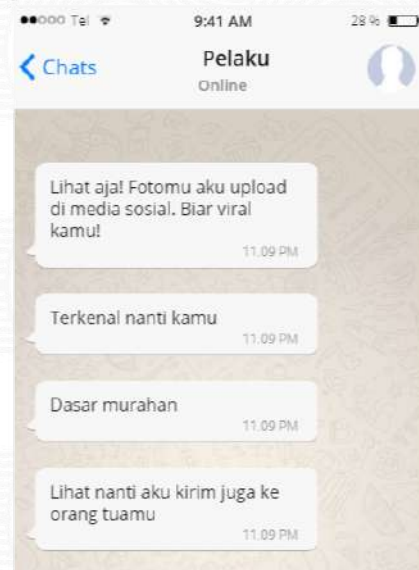 Tel 9:41 AM 28 %
Chats Pelaku
Online
Lihat aja! Fotomu aku upload
di media sosial. Biar viral
kamu!
11.09 PM
Terkenal nanti kamu
11.09 PM
Dasar murahan
11.09 PM
Lihat nanti aku kirim juga ke
orang tuamu
11.09 PM